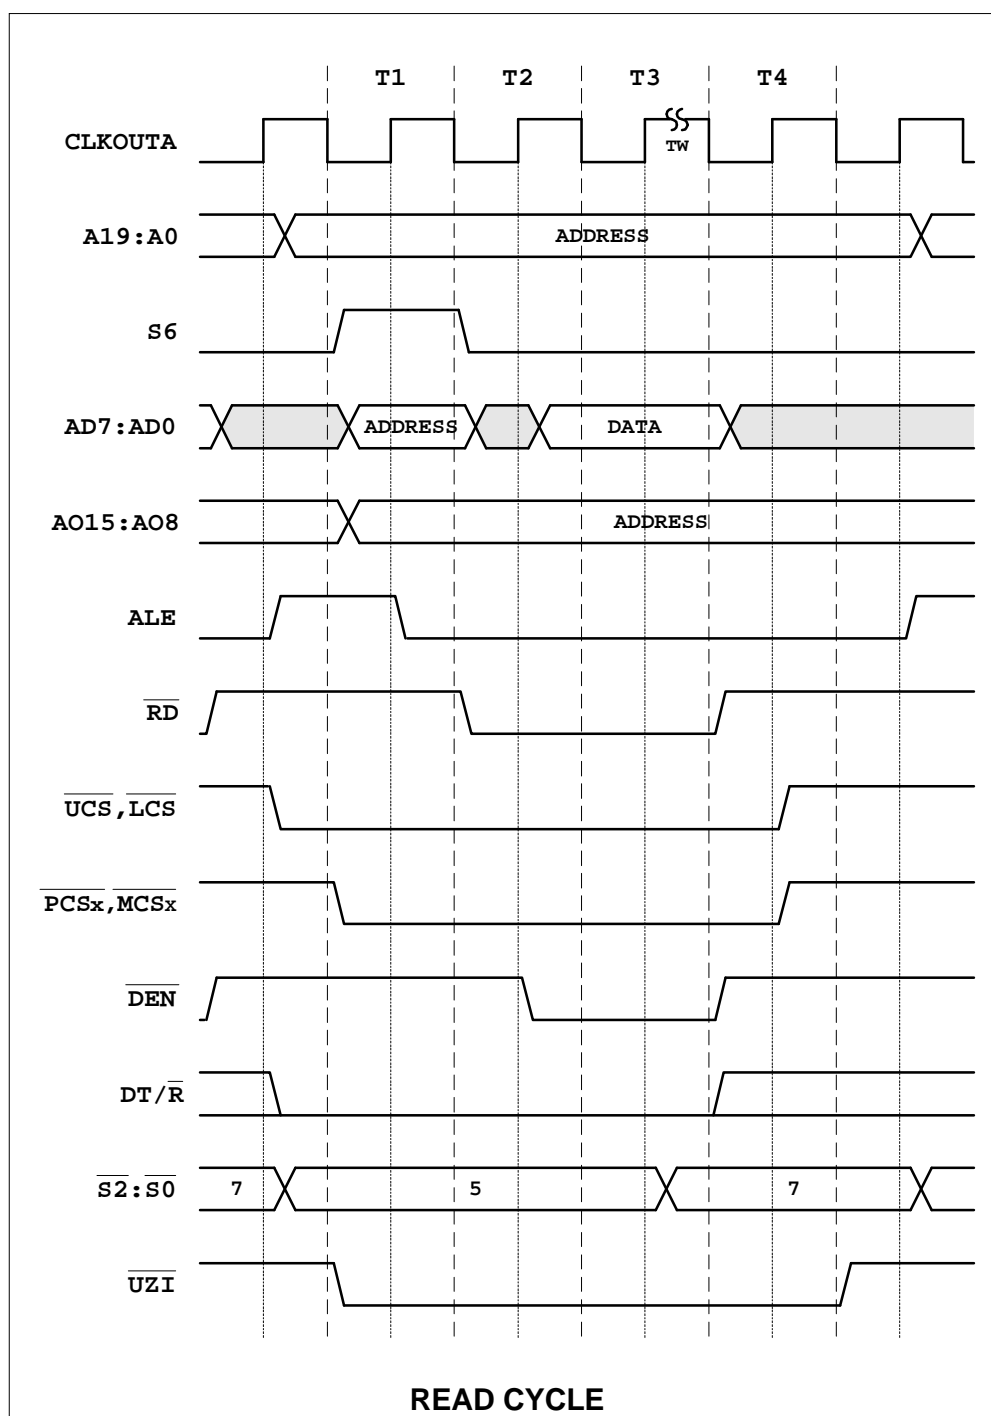 T1 T2 T3 T4
CLKOUTA TW
A19:A0 ADDRESS
S6
AD7:AD0 ADDRESS DATA
AO15:AO8 ADDRESS
ALE
RD
UCS,LCS
PCSx,MCSx
DEN
DT/R
S2:S0 7 5 7
UZI
READ CYCLE